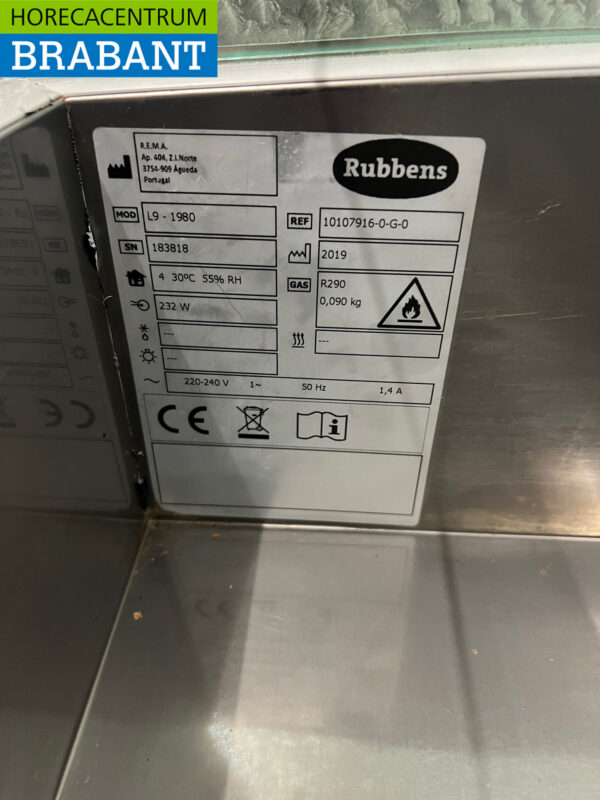 HORECACENTRUM
BRABANT
R.E.M.A.
Ap. 404, Z.I.Norte
3754-909 Águeda
Portugal
Rubbens
MOD L9 - 1980
REF 10107916-0-G-0
SN 183818
2019
4 30ºC 55% RH
GAS R290
0,090 kg
232 W
---
---
---
220-240 V 1~ 50 Hz 1,4 A
CE